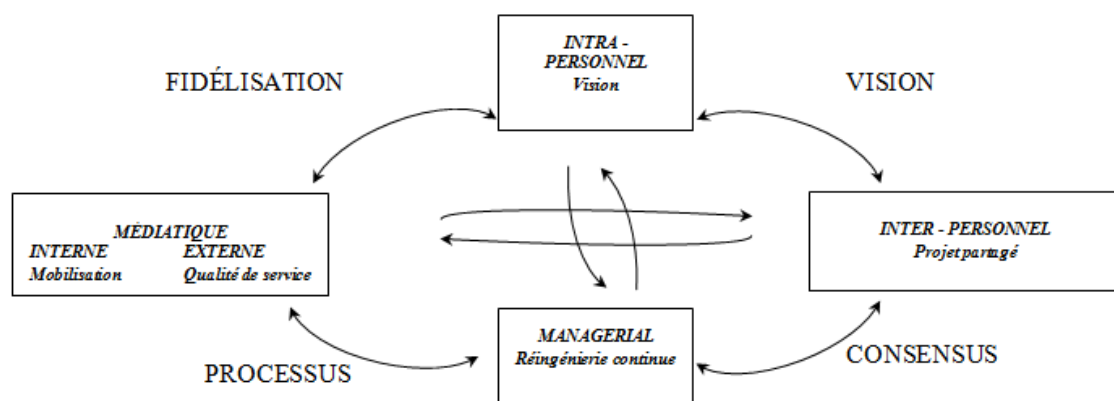 INTRA -
PERSONNEL
Vision
FIDÉLISATION
VISION
MÉDIATIQUE
INTERNE EXTERNE
Mobilisation Qualité de service
INTER - PERSONNEL
Projet partagé
MANAGERIAL
Réingénierie continue
PROCESSUS
CONSENSUS